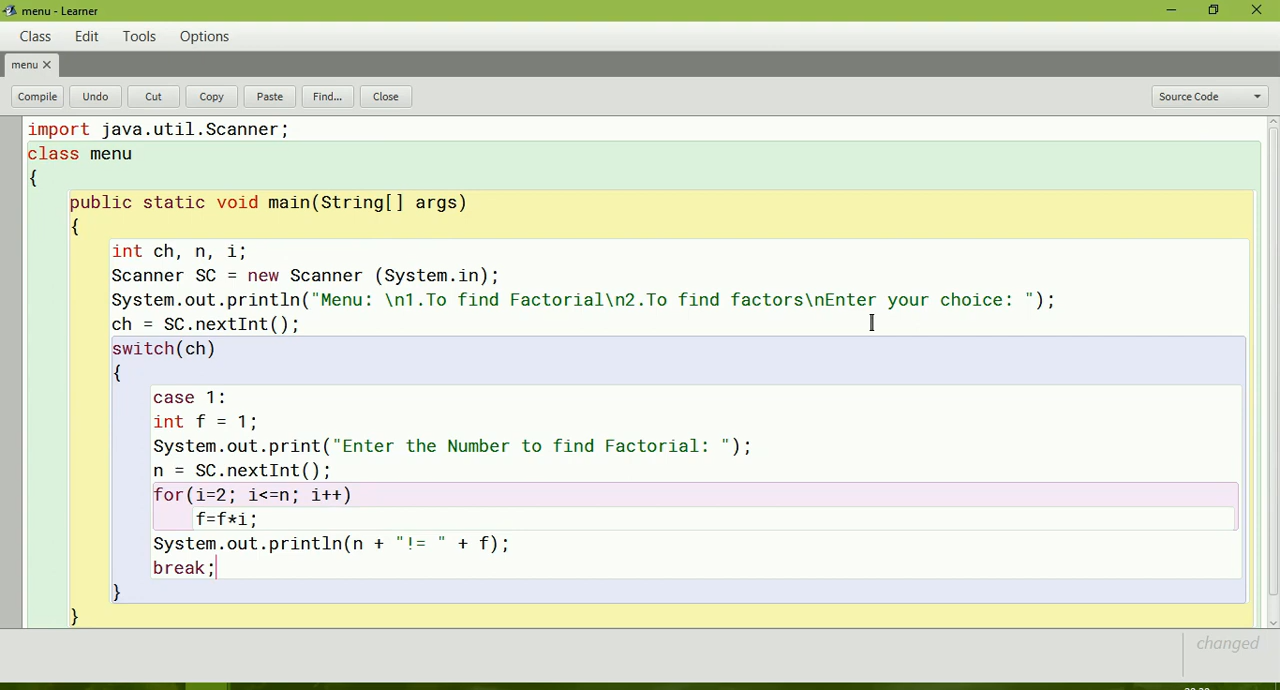 menu - Learner
Class Edit Tools Options
menu
Compile Undo Cut Copy Paste Find... Close Source Code
import java.util.Scanner;
class menu
{
public static void main(String[] args)
{
int ch, n, i;
Scanner SC = new Scanner (System.in);
System.out.println("Menu: \n1.To find Factorial\n2.To find factors\nEnter your choice: ");
ch = SC.nextInt();
switch(ch)
{
case 1:
int f = 1;
System.out.print("Enter the Number to find Factorial: ");
n = SC.nextInt();
for(i=2; i<=n; i++)
f=f*i;
System.out.println(n + "!= " + f);
break;
}
}
changed